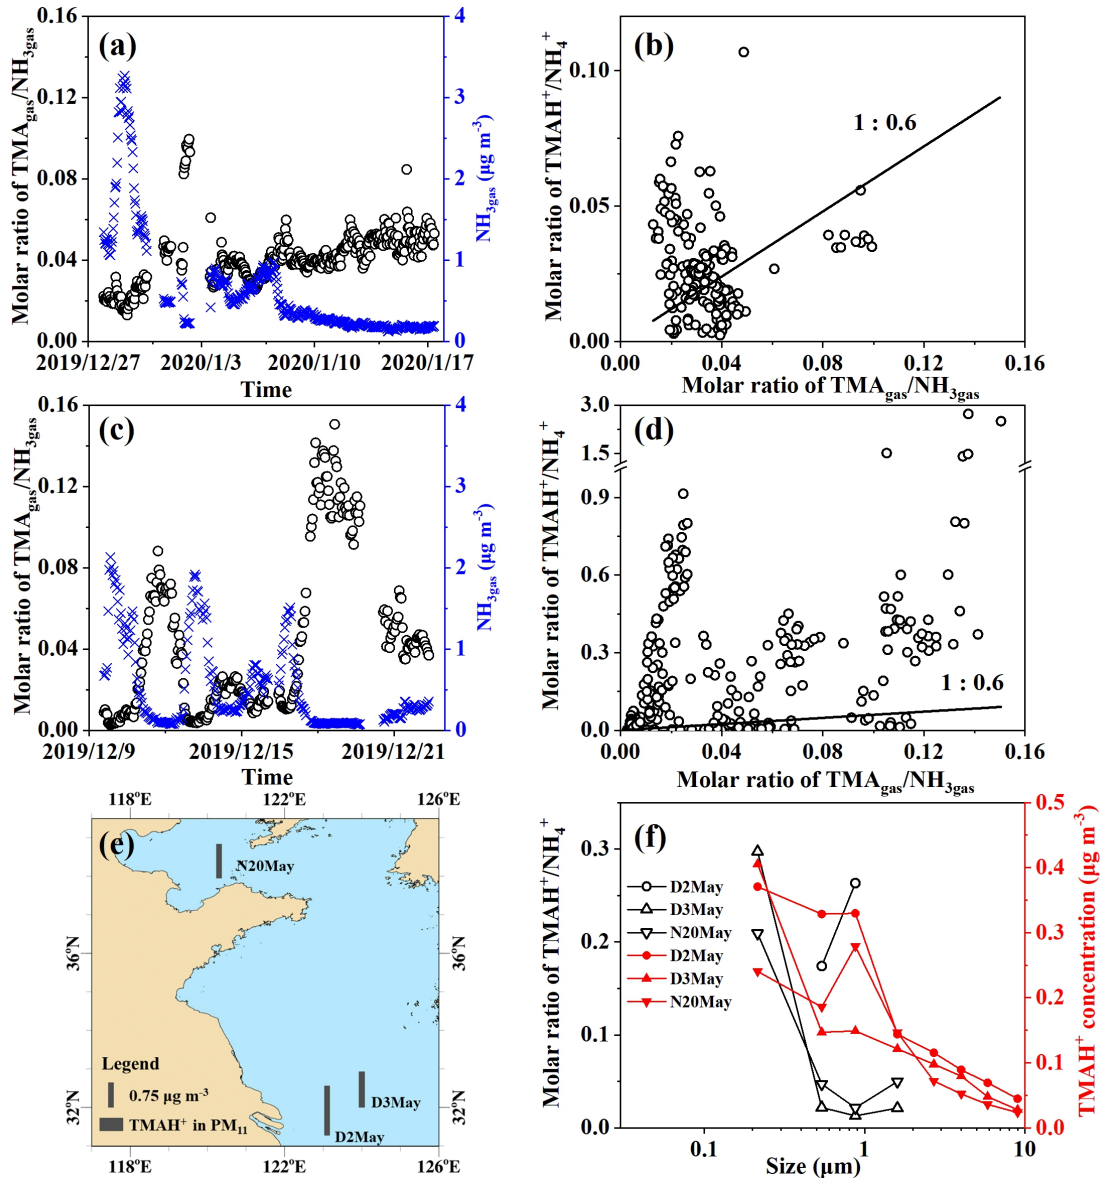 (a)
Molar ratio of TMAgas/NH3gas
0.16
0.12
0.08
0.04
0.00
4
3
2
1
0
NH3gas (μg m-3)
2019/12/27
2020/1/3
2020/1/10
2020/1/17
Time
(b)
Molar ratio of TMAH+/NH4+
0.10
0.05
0.00
1 : 0.6
0.00
0.04
0.08
0.12
0.16
Molar ratio of TMAgas/NH3gas
(c)
Molar ratio of TMAgas/NH3gas
0.16
0.12
0.08
0.04
0.00
4
3
2
1
0
NH3gas (μg m-3)
2019/12/9
2019/12/15
2019/12/21
Time
(d)
Molar ratio of TMAH+/NH4+
3.0
1.5
0.9
0.6
0.3
0.0
1 : 0.6
0.00
0.04
0.08
0.12
0.16
Molar ratio of TMAgas/NH3gas
118°E
122°E
126°E
(e)
N20May
36°N
36°N
Legend
0.75 μg m-3
TMAH+ in PM11
D3May
D2May
32°N
32°N
118°E
122°E
126°E
(f)
Molar ratio of TMAH+/NH4+
0.3
0.2
0.1
0.0
D2May
D3May
N20May
D2May
D3May
N20May
0.5
0.4
0.3
0.2
0.1
0.0
TMAH+ concentration (μg m-3)
0.1
1
10
Size (μm)